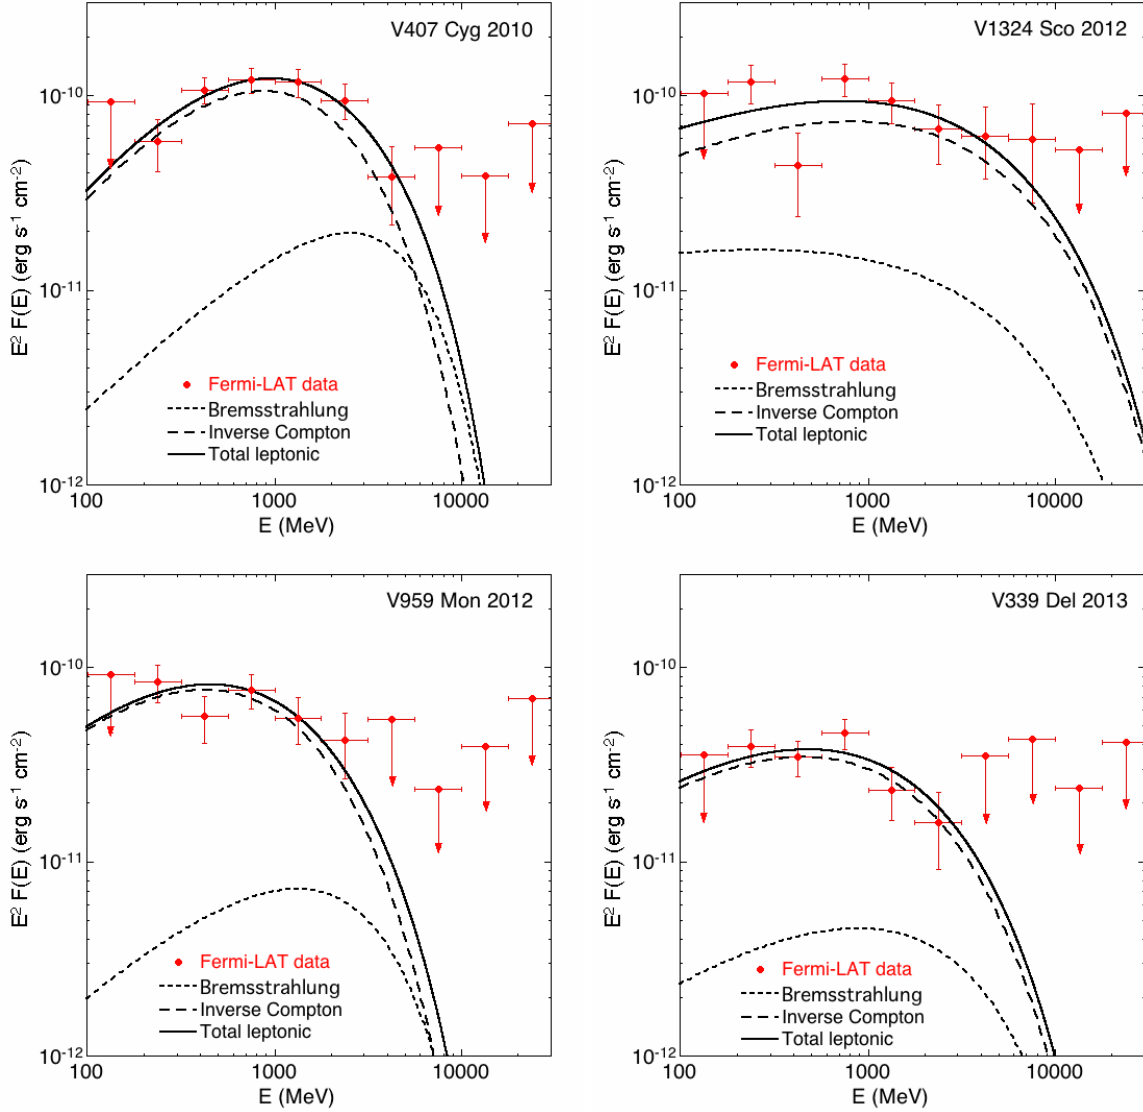 V407 Cyg 2010
E² F(E) (erg s⁻¹ cm⁻²)
10⁻¹⁰
10⁻¹¹
10⁻¹²
Fermi-LAT data
Bremsstrahlung
Inverse Compton
Total leptonic
100
1000
10000
E (MeV)
V1324 Sco 2012
E² F(E) (erg s⁻¹ cm⁻²)
10⁻¹⁰
10⁻¹¹
10⁻¹²
Fermi-LAT data
Bremsstrahlung
Inverse Compton
Total leptonic
100
1000
10000
E (MeV)
V959 Mon 2012
E² F(E) (erg s⁻¹ cm⁻²)
10⁻¹⁰
10⁻¹¹
10⁻¹²
Fermi-LAT data
Bremsstrahlung
Inverse Compton
Total leptonic
100
1000
10000
E (MeV)
V339 Del 2013
E² F(E) (erg s⁻¹ cm⁻²)
10⁻¹⁰
10⁻¹¹
10⁻¹²
Fermi-LAT data
Bremsstrahlung
Inverse Compton
Total leptonic
100
1000
10000
E (MeV)